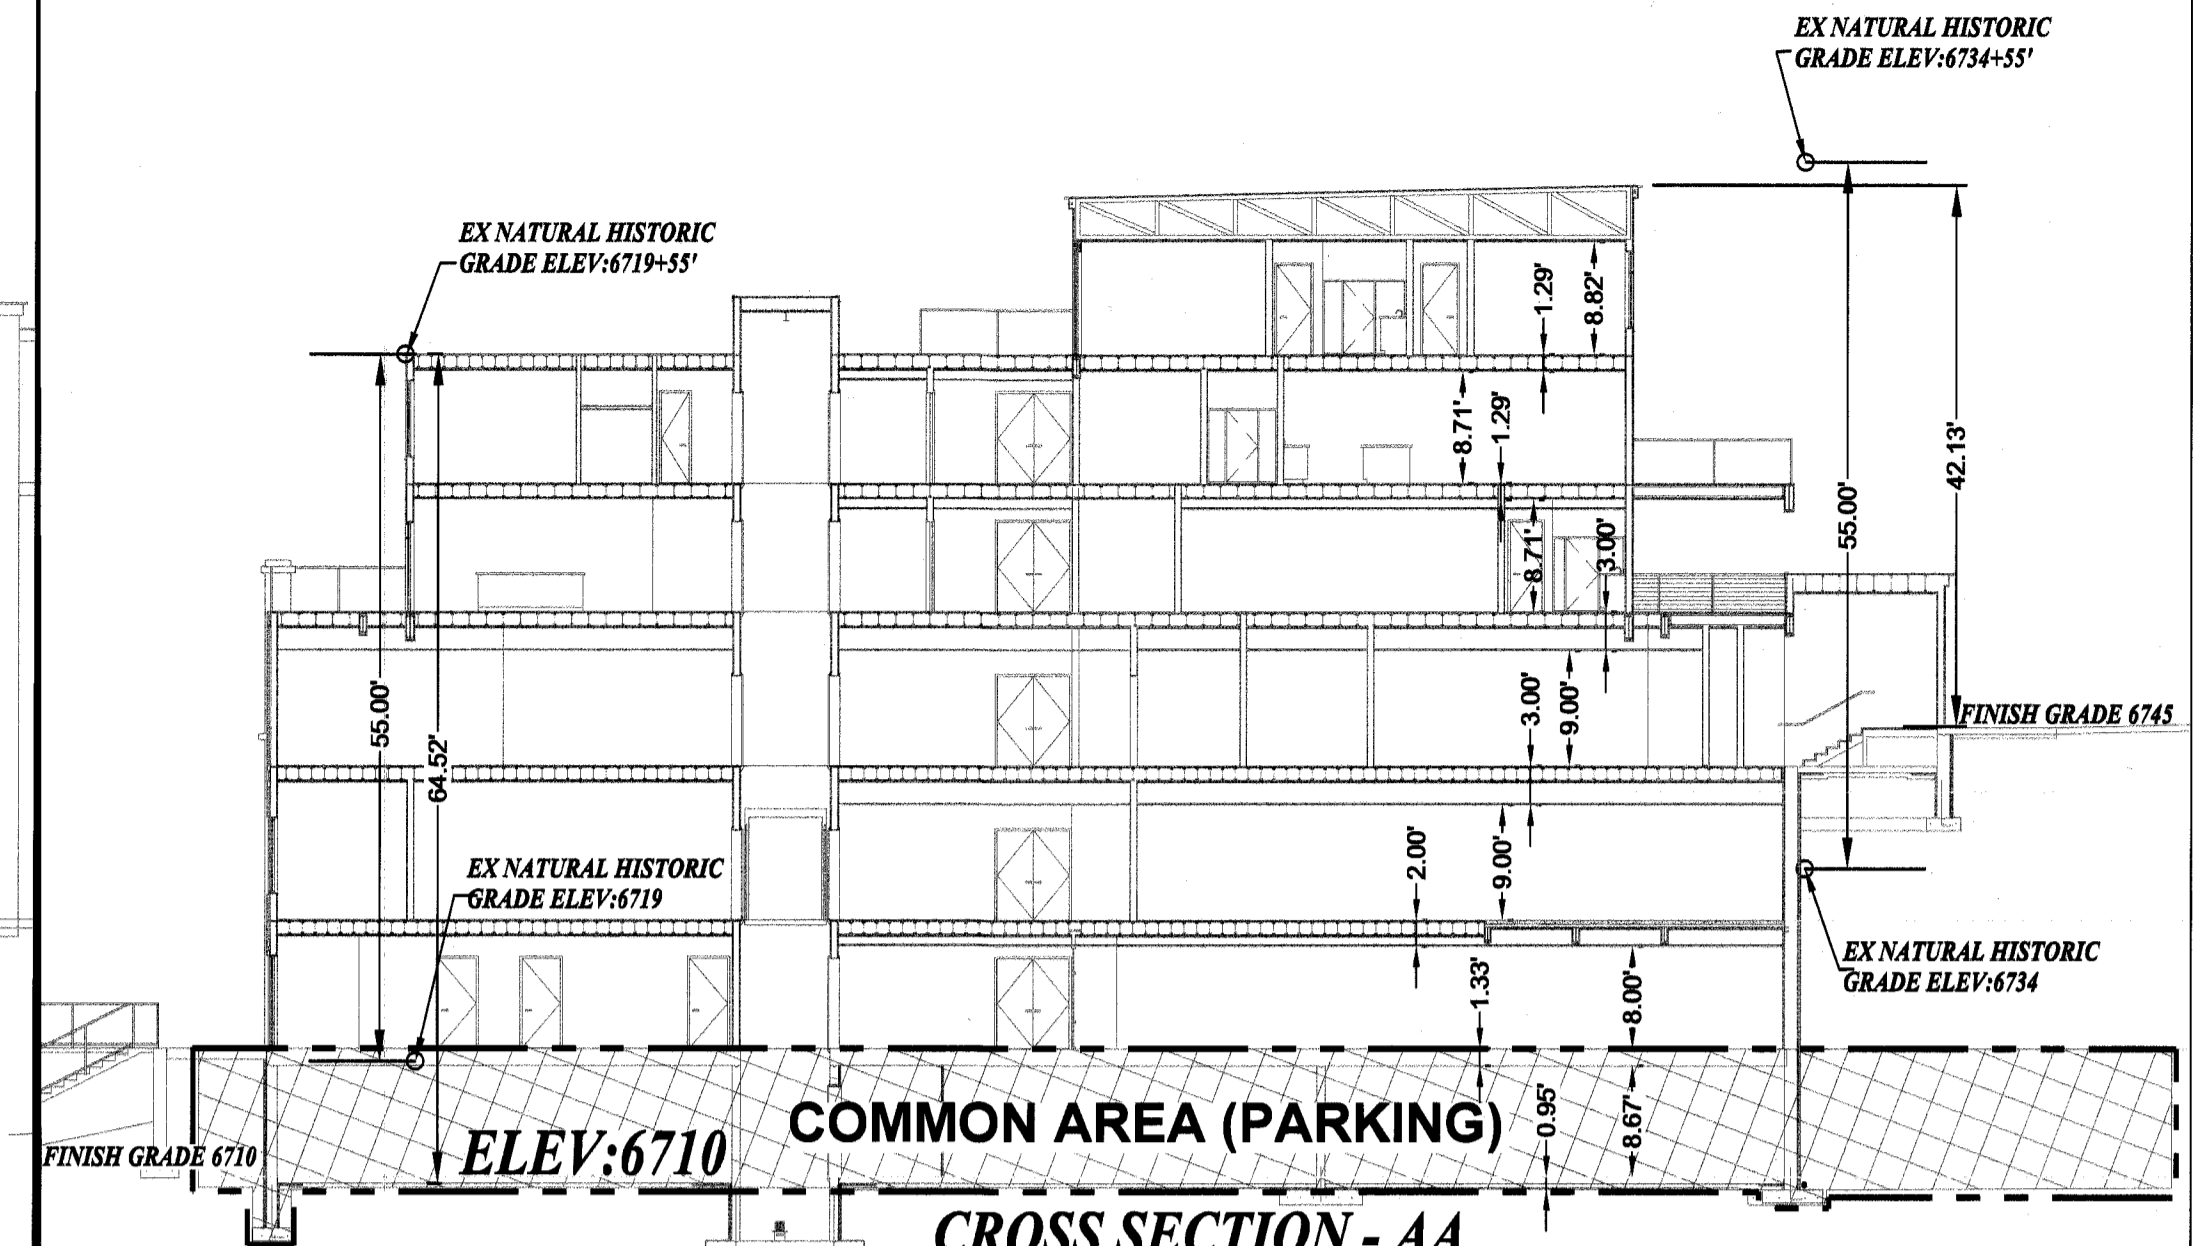 EX NATURAL HISTORIC
GRADE ELEV:6734+55'
EX NATURAL HISTORIC
GRADE ELEV:6719+55'
1.29'
8.82'
8.71'
1.29'
42.13'
55.00'
8.71'
3.00'
55.00'
64.52'
3.00'
9.00'
FINISH GRADE 6745
EX NATURAL HISTORIC
GRADE ELEV:6719
2.00'
9.00'
EX NATURAL HISTORIC
GRADE ELEV:6734
1.33'
8.00'
COMMON AREA (PARKING)
0.95'
8.67'
FINISH GRADE 6710
ELEV:6710
CROSS SECTION - AA